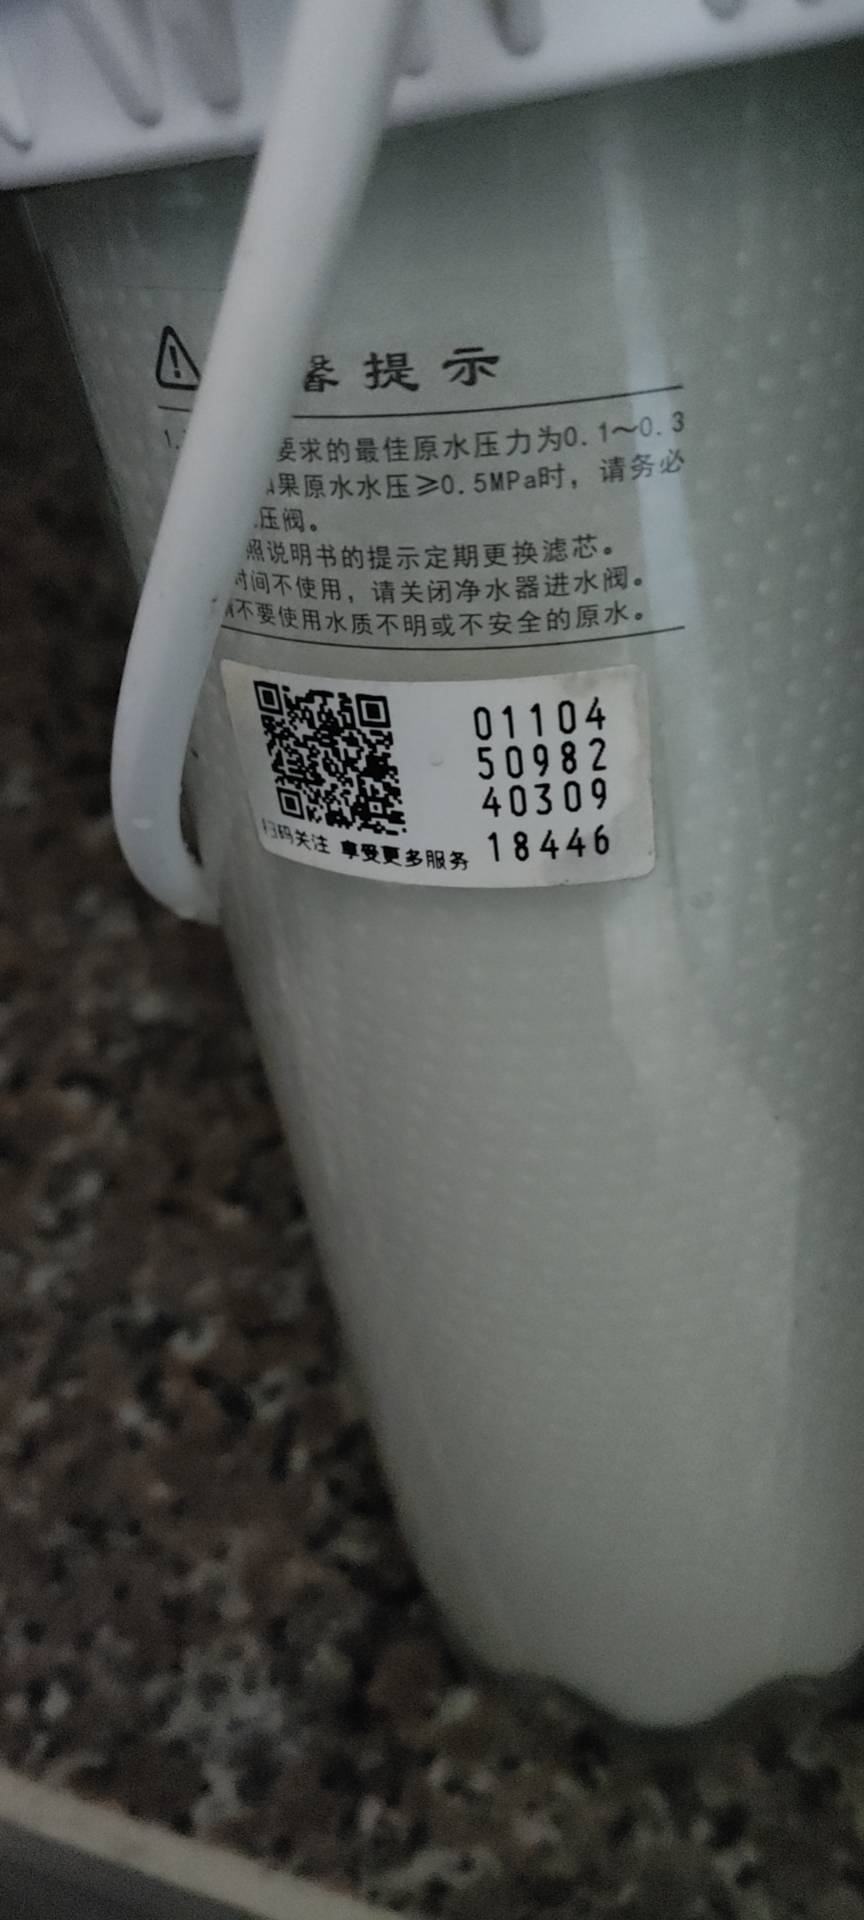 提示
要求的最佳原水压力为0.1～0.3
果原水水压≥0.5MPa时，请务必
压阀。
照说明书的提示定期更换滤芯。
时间不使用，请关闭净水器进水阀。
不要使用水质不明或不安全的原水。
01104
50982
40309
18446
扫码关注 享受更多服务